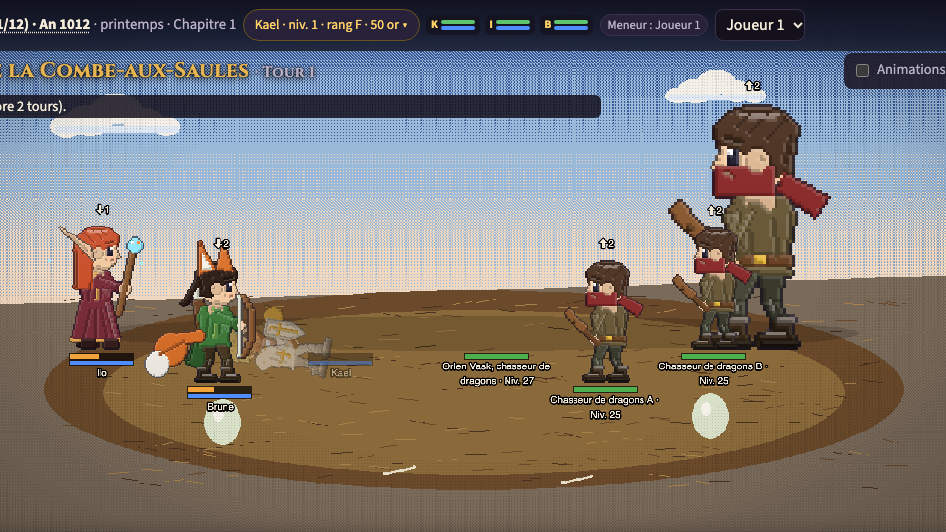 1/12) · An 1012 · printemps · Chapitre 1
Kael · niv. 1 · rang F · 50 or ▾
K
I
B
Meneur : Joueur 1
Joueur 1
E LA COMBE-AUX-SAULES · TOUR 1
Animations
ore 2 tours).
⇧2
↓1
⇧2
↓2
⇧2
Ilo
Kael
Brune
Orlen Vask, chasseur de
dragons · Niv. 27
Chasseur de dragons B ·
Niv. 25
Chasseur de dragons A ·
Niv. 25